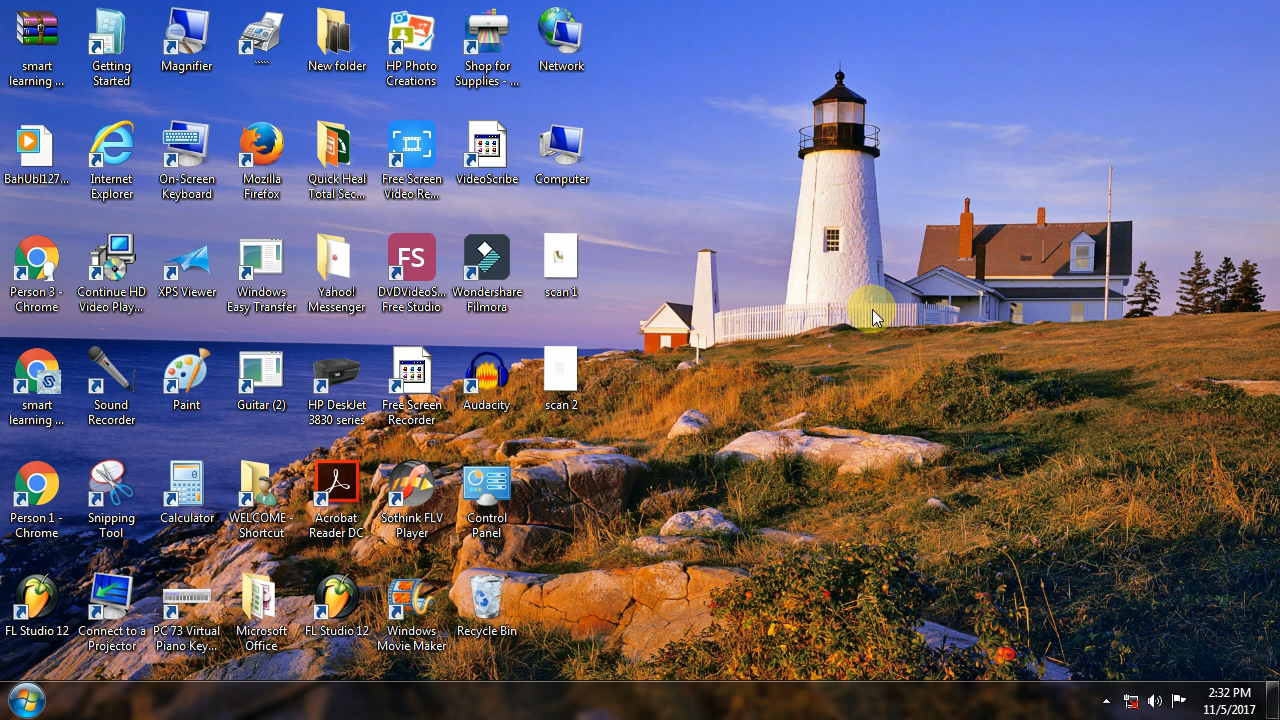 smart
learning ...
Getting
Started
Magnifier
˜˜˜˜
New folder
HP Photo
Creations
Shop for
Supplies - ...
Network
BahUbl127...
Internet
Explorer
On-Screen
Keyboard
Mozilla
Firefox
Quick Heal
Total Sec...
Free Screen
Video Re...
VideoScribe
Computer
Person 3 -
Chrome
Continue HD
Video Play...
XPS Viewer
Windows
Easy Transfer
Yahoo!
Messenger
FS
DVDVideoS...
Free Studio
Wondershare
Filmora
scan 1
smart
learning ...
Sound
Recorder
Paint
Guitar (2)
HP DeskJet
3830 series
Free Screen
Recorder
Audacity
scan 2
Person 1 -
Chrome
Snipping
Tool
Calculator
WELCOME -
Shortcut
Acrobat
Reader DC
Sothink FLV
Player
Control
Panel
FL Studio 12
Connect to a
Projector
PC 73 Virtual
Piano Key...
Microsoft
Office
FL Studio 12
Windows
Movie Maker
Recycle Bin
2:32 PM
11/5/2017